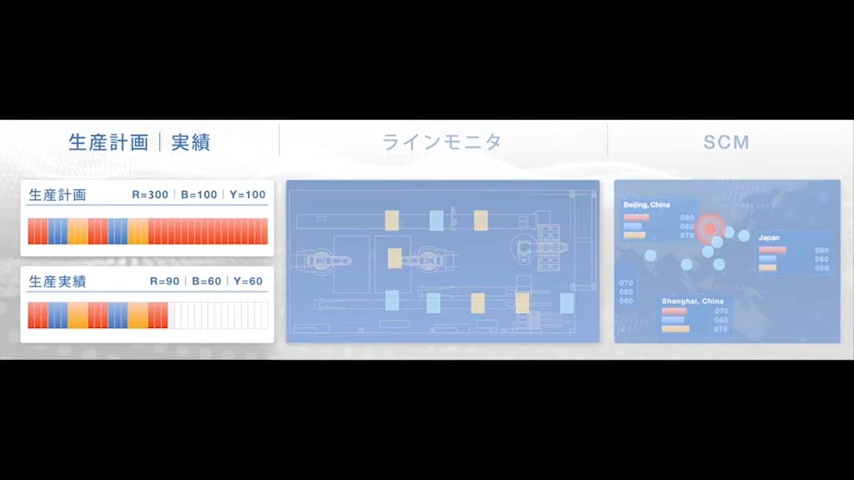 生産計画｜実績
ラインモニタ
SCM
生産計画
R=300｜B=100｜Y=100
生産実績
R=90｜B=60｜Y=60
Beijing, China
060
060
070
Japan
080
060
060
070
060
060
Shanghai, China
070
060
075